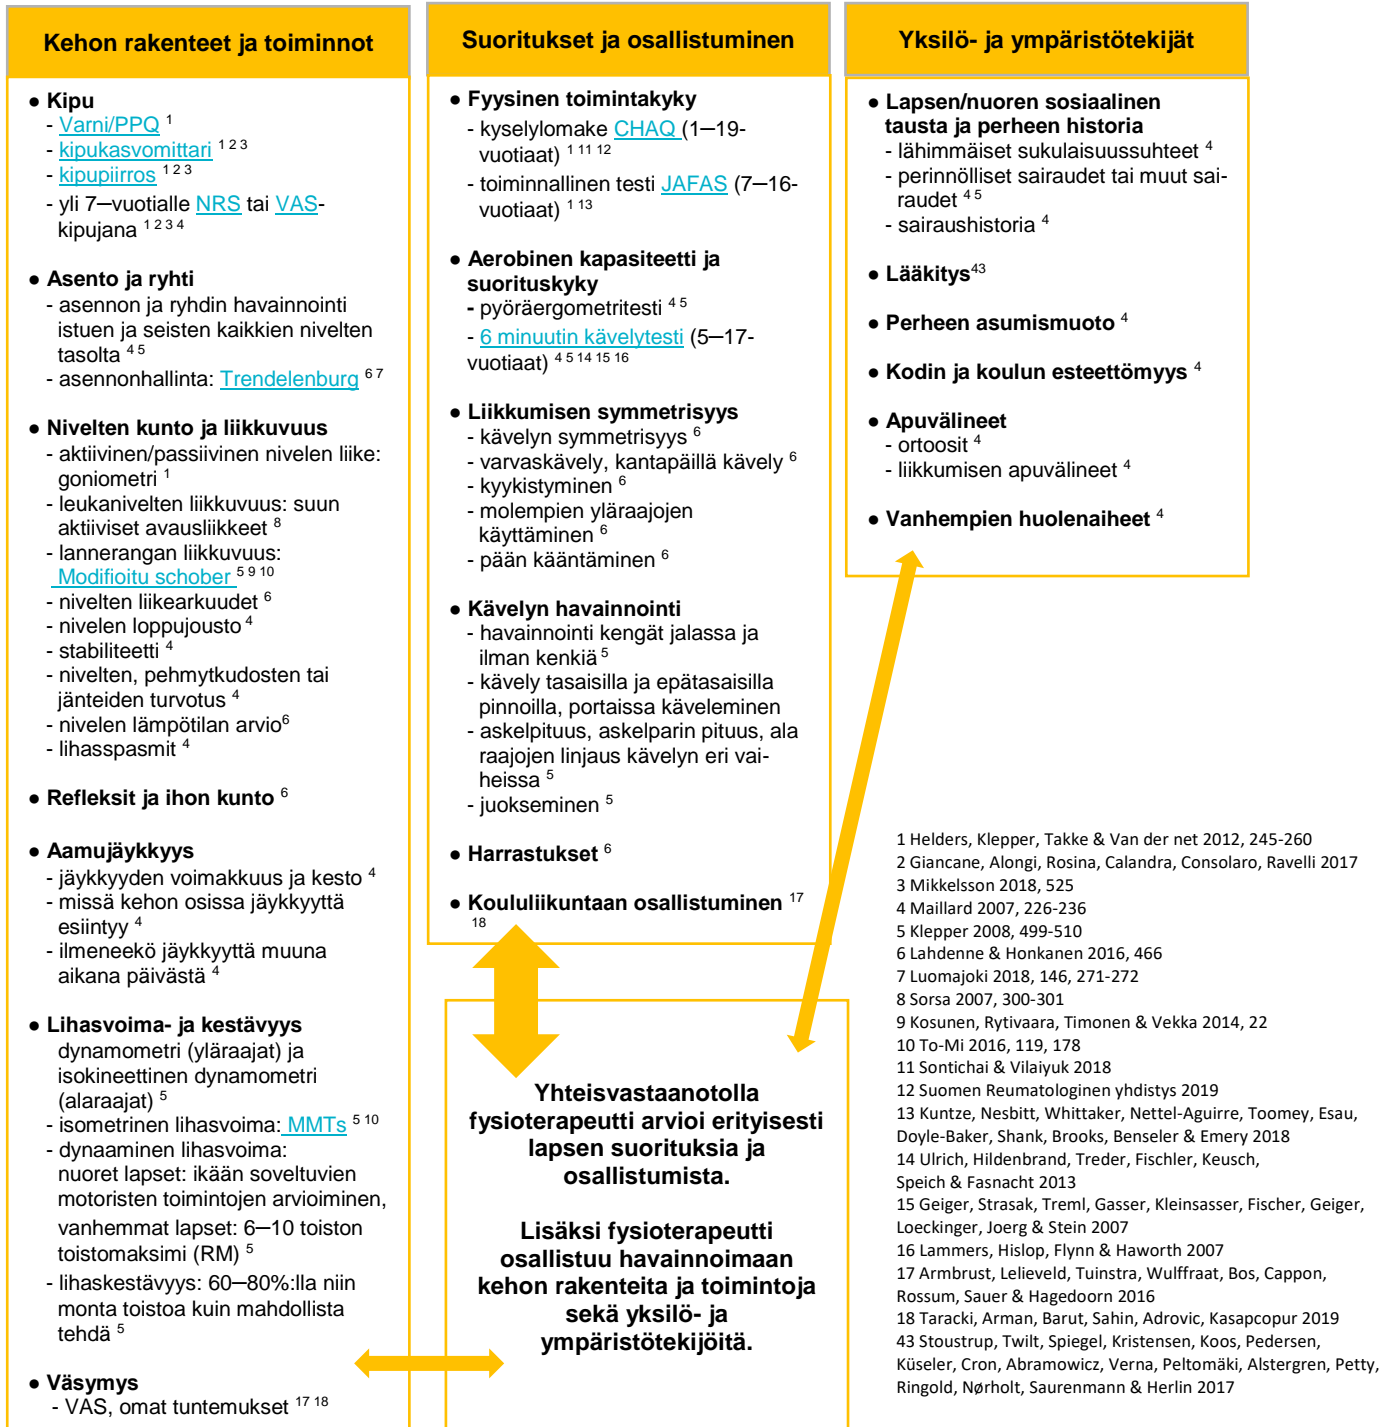 Kehon rakenteet ja toiminnot
● Kipu
- Varni/PPQ 1
- kipukasvomittari 1 2 3
- kipupiirros 1 2 3
- yli 7–vuotialle NRS tai VAS-
kipujana 1 2 3 4
● Asento ja ryhti
- asennon ja ryhdin havainnointi
istuen ja seisten kaikkien nivelten
tasolta 4 5
- asennonhallinta: Trendelenburg 6 7
● Nivelten kunto ja liikkuvuus
- aktiivinen/passiivinen nivelen liike:
goniometri 1
- leukanivelten liikkuvuus: suun
aktiiviset avausliikkeet 8
- lannerangan liikkuvuus:
Modifioitu schober 5 9 10
- nivelten liikearkuudet 6
- nivelen loppujousto 4
- stabiliteetti 4
- nivelten, pehmytkudosten tai
jänteiden turvotus 4
- nivelen lämpötilan arvio 6
- lihasspasmit 4
● Refleksit ja ihon kunto 6
● Aamujäykkyys
- jäykkyyden voimakkuus ja kesto 4
- missä kehon osissa jäykkyyttä
esiintyy 4
- ilmeneekö jäykkyyttä muuna
aikana päivästä 4
● Lihasvoima- ja kestävyys
dynamometri (yläraajat) ja
isokineettinen dynamometri
(alaraajat) 5
- isometrinen lihasvoima: MMTs 5 10
- dynaaminen lihasvoima:
nuoret lapset: ikään soveltuvien
motoristen toimintojen arvioiminen,
vanhemmat lapset: 6–10 toiston
toistomaksimi (RM) 5
- lihaskestävyys: 60–80%:lla niin
monta toistoa kuin mahdollista
tehdä 5
● Väsymys
- VAS, omat tuntemukset 17 18
Suoritukset ja osallistuminen
● Fyysinen toimintakyky
- kyselylomake CHAQ (1–19-
vuotiaat) 1 11 12
- toiminnallinen testi JAFAS (7–16-
vuotiaat) 1 13
● Aerobinen kapasiteetti ja
suorituskyky
- pyöräergometritesti 4 5
- 6 minuutin kävelytesti (5–17-
vuotiaat) 4 5 14 15 16
● Liikkumisen symmetrisyys
- kävelyn symmetrisyys 6
- varvaskävely, kantapäillä kävely 6
- kyykistyminen 6
- molempien yläraajojen
käyttäminen 6
- pään kääntäminen 6
● Kävelyn havainnointi
- havainnointi kengät jalassa ja
ilman kenkiä 5
- kävely tasaisilla ja epätasaisilla
pinnoilla, portaissa käveleminen
- askelpituus, askelparin pituus, ala
raajojen linjaus kävelyn eri vai-
heissa 5
- juokseminen 5
● Harrastukset 6
● Koululiikuntaan osallistuminen 17
18
Yksilö- ja ympäristötekijät
● Lapsen/nuoren sosiaalinen
tausta ja perheen historia
- lähimmäiset sukulaisuussuhteet 4
- perinnölliset sairaudet tai muut sai-
raudet 4 5
- sairaushistoria 4
● Lääkitys 43
● Perheen asumismuoto 4
● Kodin ja koulun esteettömyys 4
● Apuvälineet
- ortoosit 4
- liikkumisen apuvälineet 4
● Vanhempien huolenaiheet 4
Yhteisvastaanotolla
fysioterapeutti arvioi erityisesti
lapsen suorituksia ja
osallistumista.
Lisäksi fysioterapeutti
osallistuu havainnoimaan
kehon rakenteita ja toimintoja
sekä yksilö- ja
ympäristötekijöitä.
1 Helders, Klepper, Takke & Van der net 2012, 245-260
2 Giancane, Alongi, Rosina, Calandra, Consolaro, Ravelli 2017
3 Mikkelsson 2018, 525
4 Maillard 2007, 226-236
5 Klepper 2008, 499-510
6 Lahdenne & Honkanen 2016, 466
7 Luomajoki 2018, 146, 271-272
8 Sorsa 2007, 300-301
9 Kosunen, Rytivaara, Timonen & Vekka 2014, 22
10 To-Mi 2016, 119, 178
11 Sontichai & Vilaiyuk 2018
12 Suomen Reumatologinen yhdistys 2019
13 Kuntze, Nesbitt, Whittaker, Nettel-Aguirre, Toomey, Esau,
Doyle-Baker, Shank, Brooks, Benseler & Emery 2018
14 Ulrich, Hildenbrand, Treder, Fischler, Keusch,
Speich & Fasnacht 2013
15 Geiger, Strasak, Treml, Gasser, Kleinsasser, Fischer, Geiger,
Loeckinger, Joerg & Stein 2007
16 Lammers, Hislop, Flynn & Haworth 2007
17 Armbrust, Lelieveld, Tuinstra, Wulffraat, Bos, Cappon,
Rossum, Sauer & Hagedoorn 2016
18 Taracki, Arman, Barut, Sahin, Adrovic, Kasapcopur 2019
43 Stoustrup, Twilt, Spiegel, Kristensen, Koos, Pedersen,
Küseler, Cron, Abramowicz, Verna, Peltomäki, Alstergren, Petty,
Ringold, Nørholt, Saurenmann & Herlin 2017